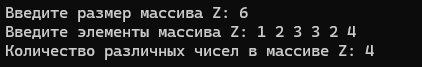 Введите размер массива Z: 6
Введите элементы массива Z: 1 2 3 3 2 4
Количество различных чисел в массиве Z: 4